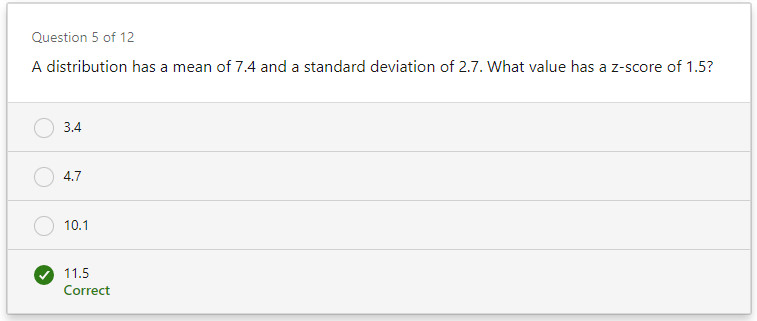 Question 5 of 12
A distribution has a mean of 7.4 and a standard deviation of 2.7. What value has a z-score of 1.5?
3.4
4.7
10.1
11.5
Correct